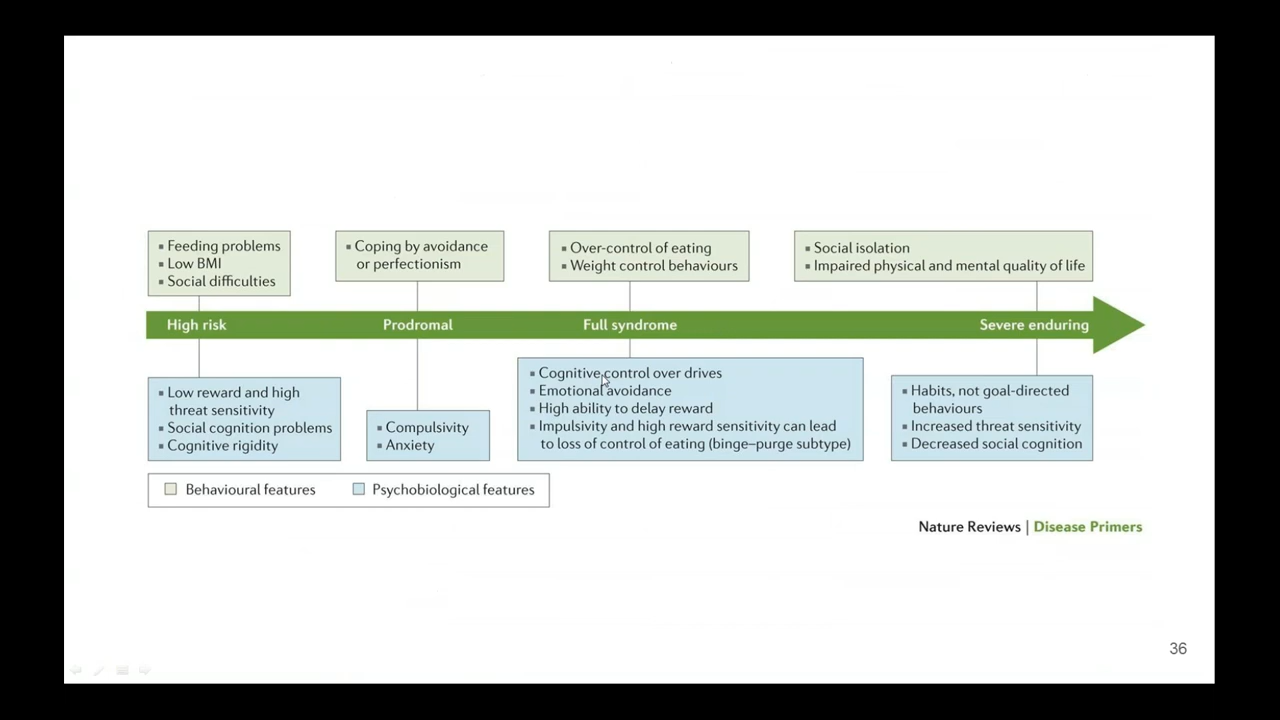 ▪ Feeding problems
▪ Low BMI
▪ Social difficulties
▪ Coping by avoidance
or perfectionism
▪ Over-control of eating
▪ Weight control behaviours
▪ Social isolation
▪ Impaired physical and mental quality of life
High risk
Prodromal
Full syndrome
Severe enduring
▪ Low reward and high
threat sensitivity
▪ Social cognition problems
▪ Cognitive rigidity
▪ Compulsivity
▪ Anxiety
▪ Cognitive control over drives
▪ Emotional avoidance
▪ High ability to delay reward
▪ Impulsivity and high reward sensitivity can lead
to loss of control of eating (binge–purge subtype)
▪ Habits, not goal-directed
behaviours
▪ Increased threat sensitivity
▪ Decreased social cognition
Behavioural features
Psychobiological features
Nature Reviews | Disease Primers
36